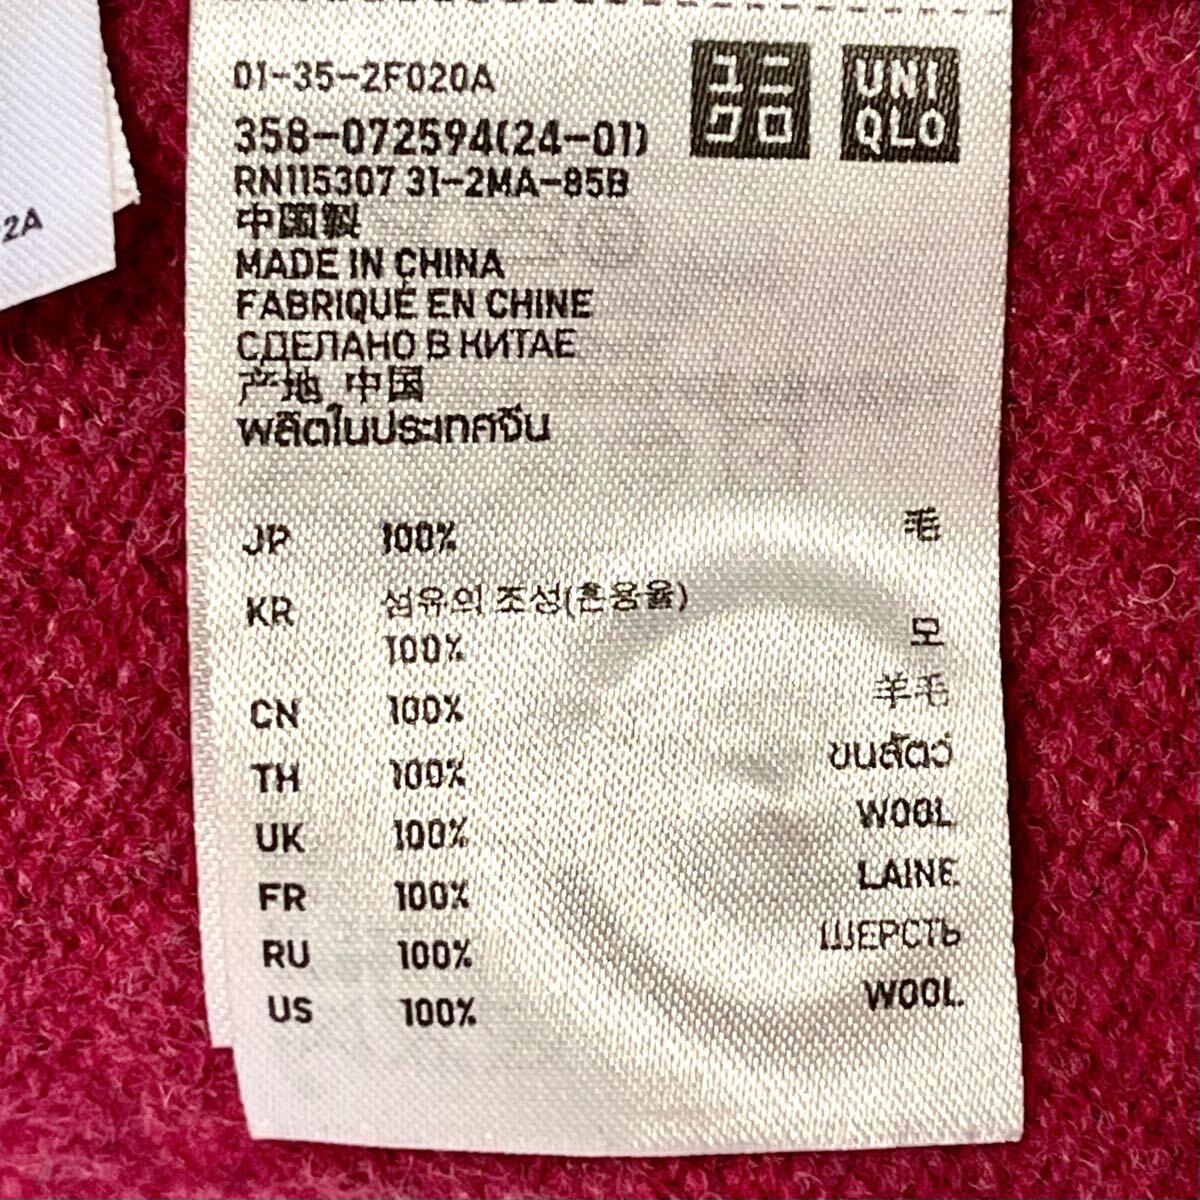 01-35-2F020A
ユニクロ
UNIQLO
358-072594(24-01)
RN115307 31-2MA-85B
中國製
MADE IN CHINA
FABRIQUÉ EN CHINE
СДЕЛАНО В КИТАЕ
产地 中国
ผลิตในประเทศจีน
JP 100% 毛
KR 섬유의 조성(혼용율)
100% 모
CN 100% 羊毛
TH 100% ขนสัตว์
UK 100% WOOL
FR 100% LAINE
RU 100% ШЕРСТЬ
US 100% WOOL
2A